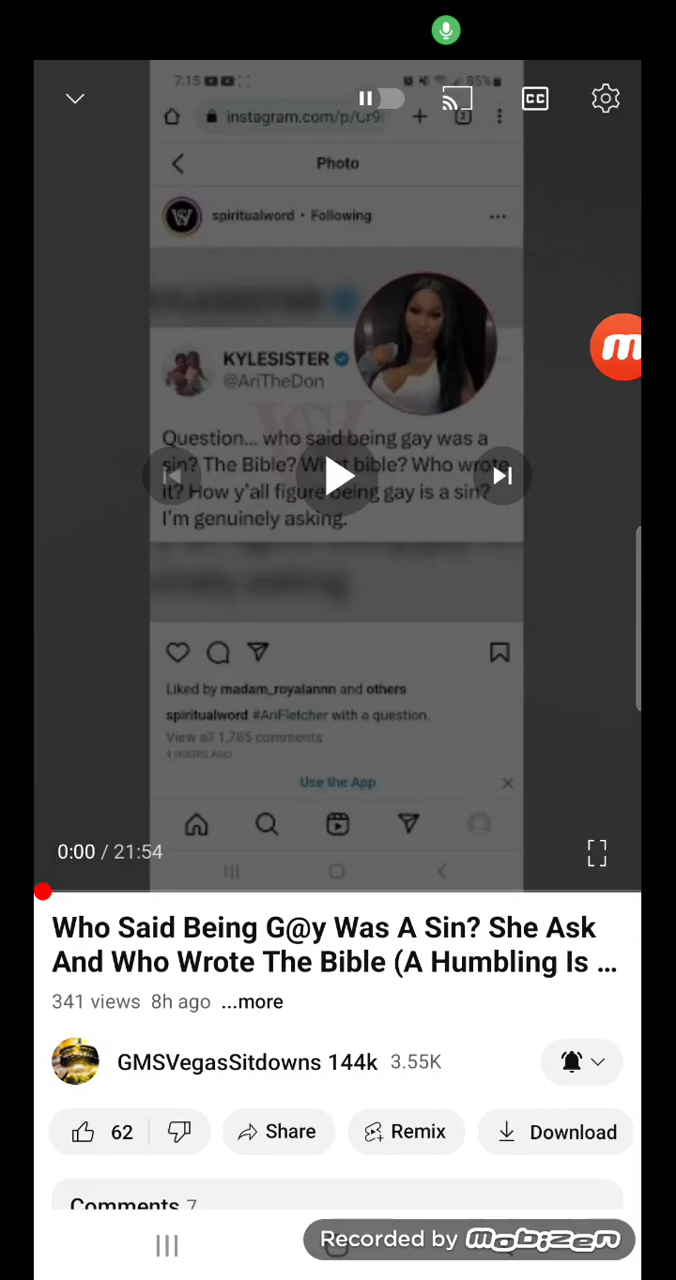 7:15
85%
instagram.com/p/Cr9
3
CC
Photo
spiritualword • Following
KYLESISTER
@AriTheDon
Question... who said being gay was a
sin? The Bible? What bible? Who wrote
it? How y'all figure being gay is a sin?
I'm genuinely asking.
Liked by madam_royalannn and others
spiritualword #AriFletcher with a question.
View all 1,785 comments
4 HOURS AGO
Use the App
0:00 / 21:54
Who Said Being G@y Was A Sin? She Ask
And Who Wrote The Bible (A Humbling Is ...
341 views 8h ago ...more
GMSVegasSitdowns 144k 3.55K
62 Share Remix Download
Comments 7
Recorded by mobizen